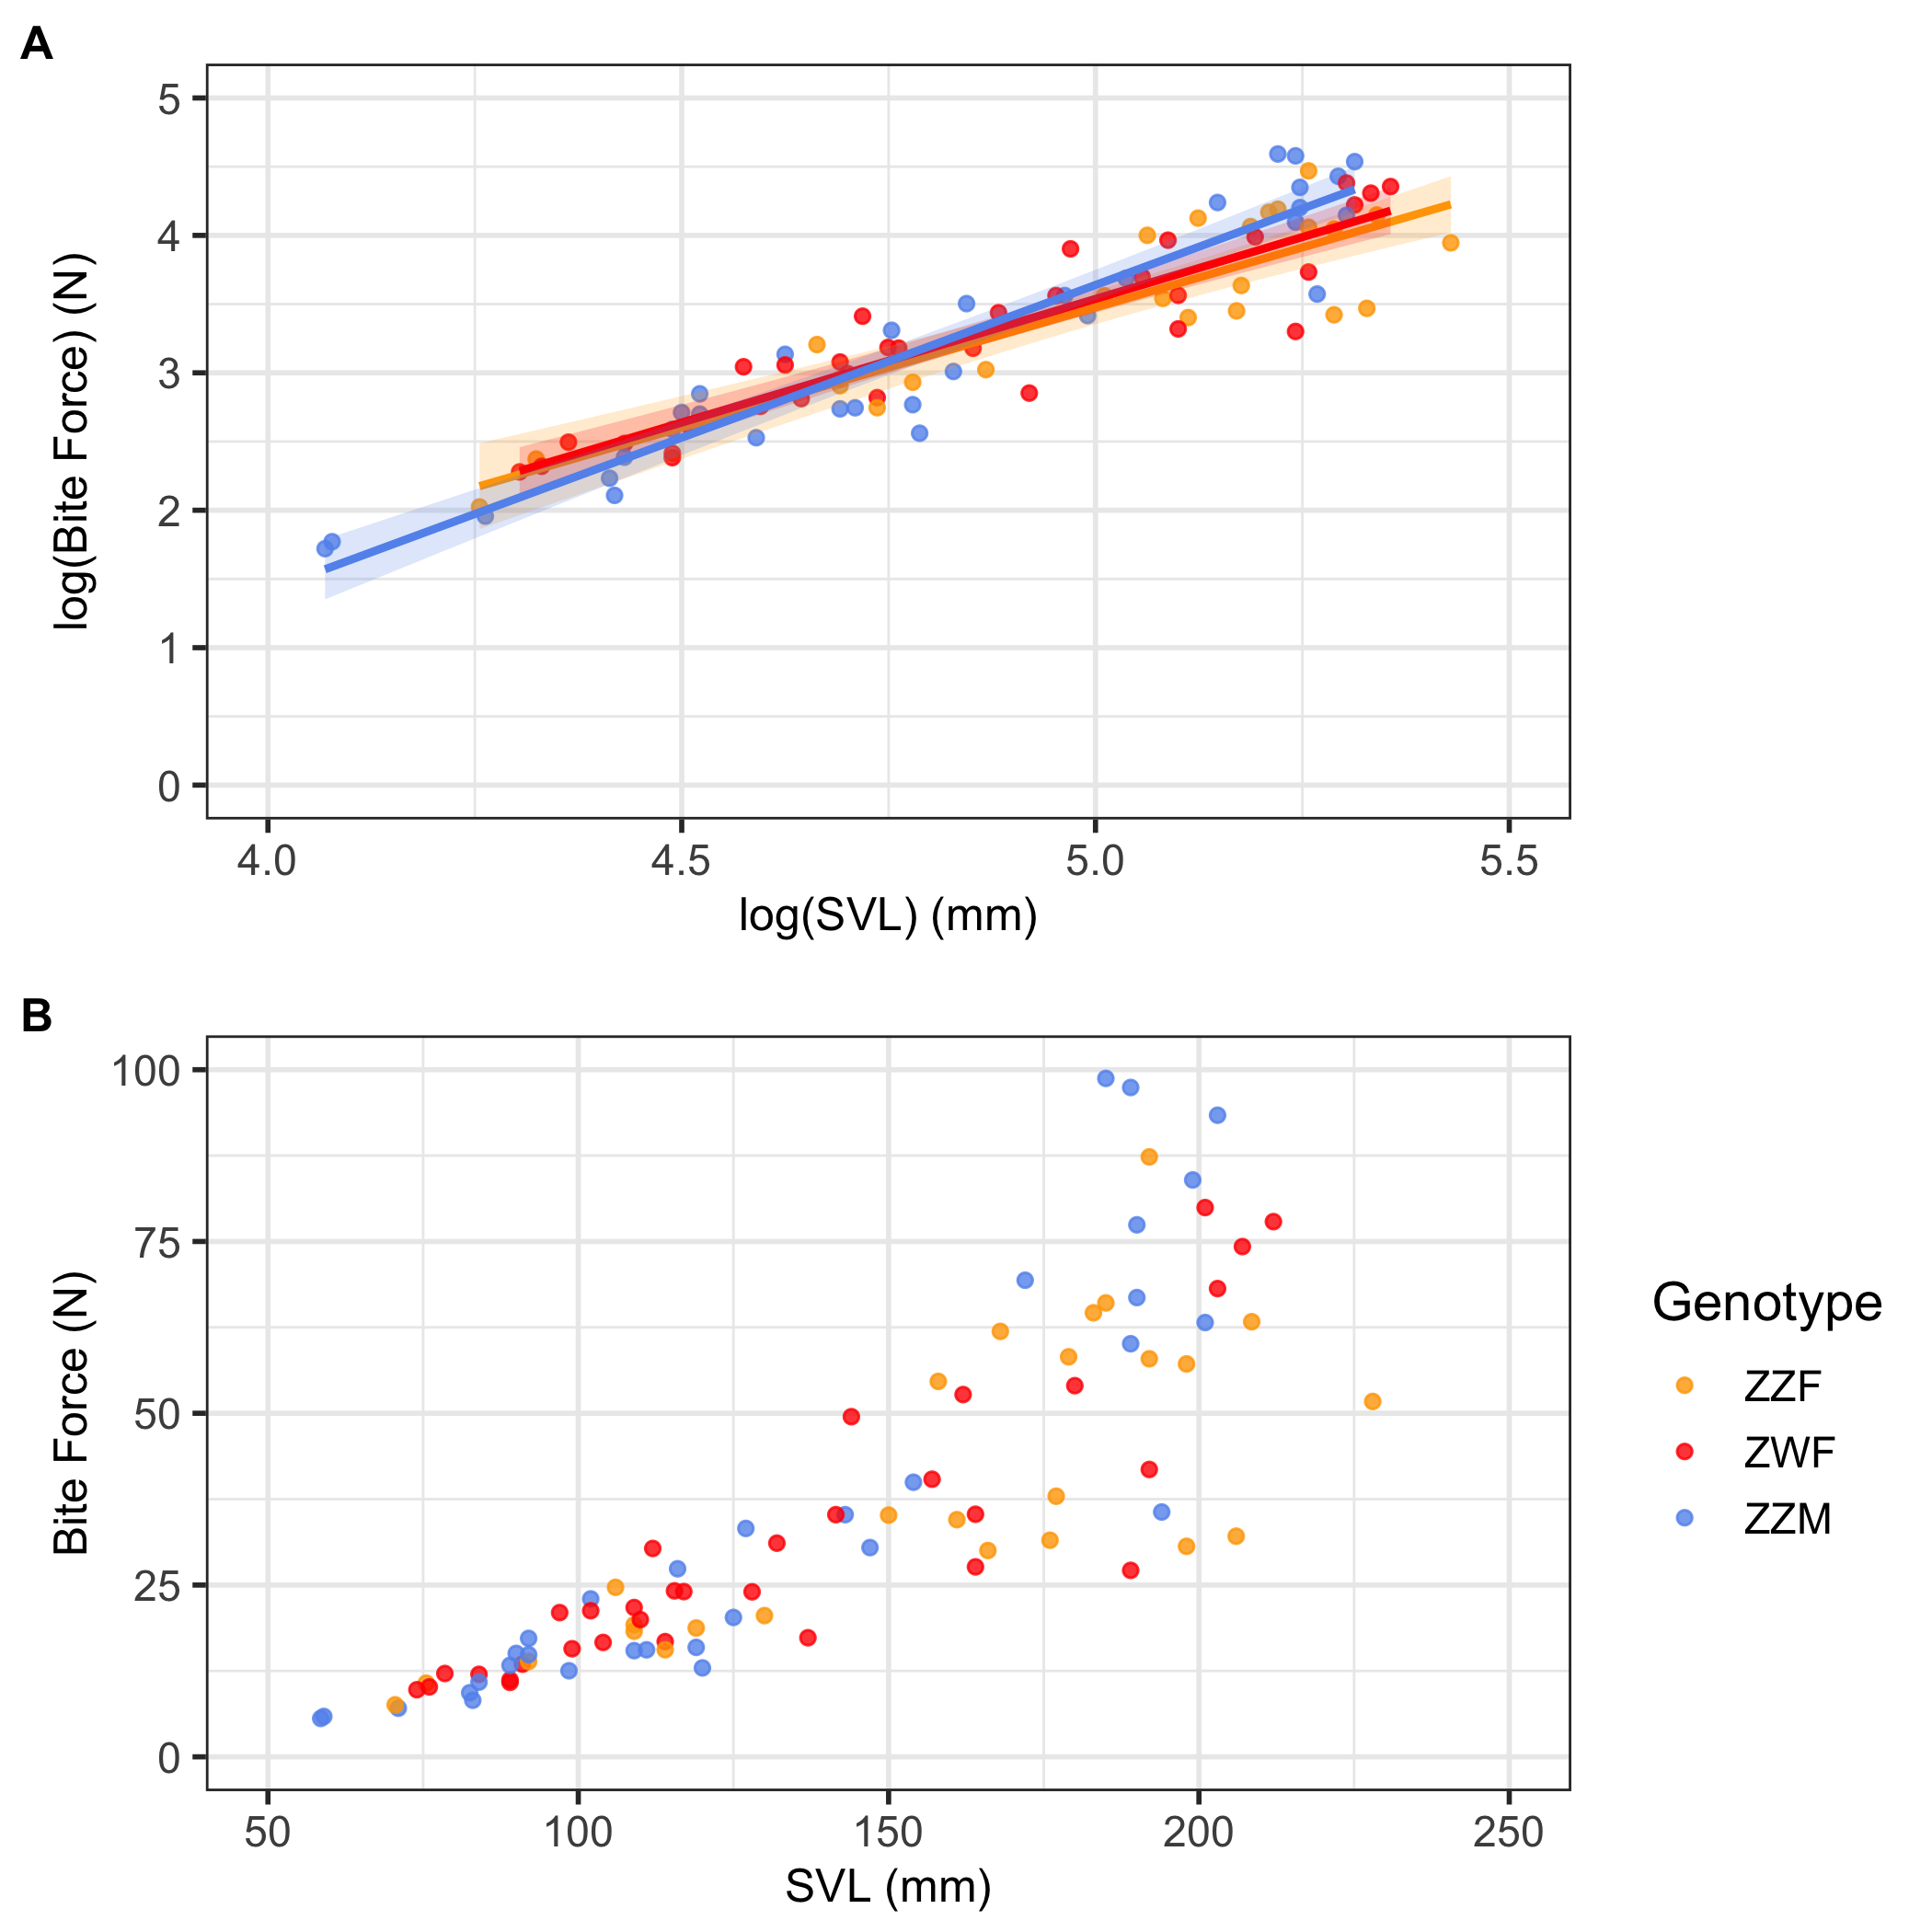 A
5
4
3
2
1
0
log(Bite Force) (N)
4.0 4.5 5.0 5.5
log(SVL) (mm)
B
100
75
50
25
0
Bite Force (N)
50 100 150 200 250
SVL (mm)
Genotype
ZZF
ZWF
ZZM